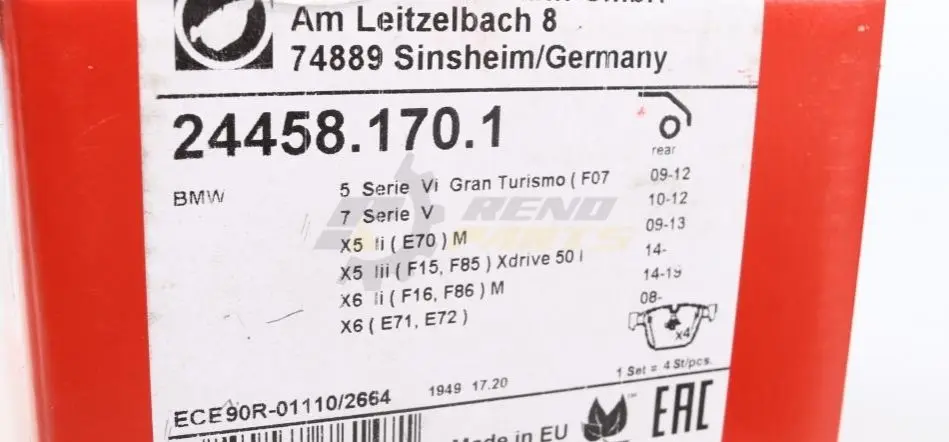 Am Leitzelbach 8
74889 Sinsheim/Germany
24458.170.1
rear
BMW
5 Serie Vi Gran Turismo ( F07 09-12
7 Serie V 10-12
X5 Ii ( E70 ) M 09-13
X5 Iii ( F15, F85 ) Xdrive 50 I 14-
X6 Ii ( F16, F86 ) M 14-19
X6 ( E71, E72 ) 08-
RENO
PARTS
x4
1 Set = 4 St/pcs.
ECE90R-01110/2664 1949 17.20
Made in EU
TM
EAC